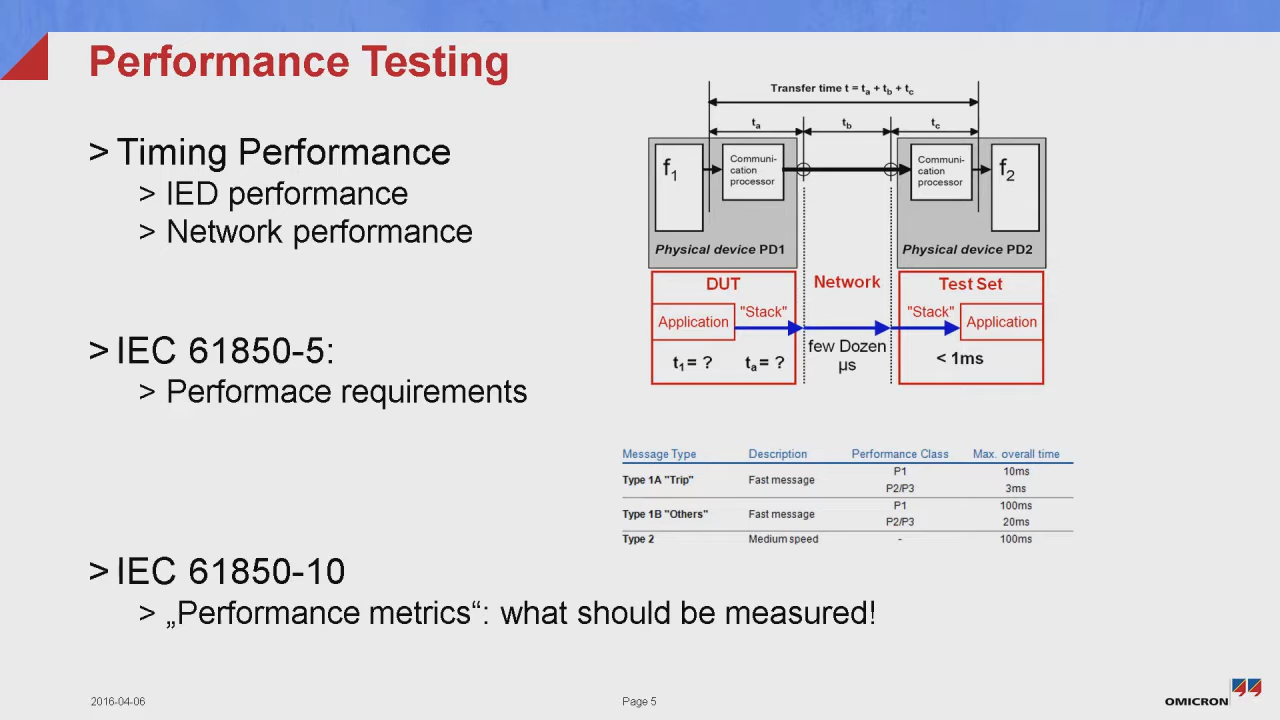 Performance Testing
> Timing Performance
> IED performance
> Network performance
> IEC 61850-5:
> Performace requirements
> IEC 61850-10
> „Performance metrics“: what should be measured!
Transfer time t = ta + tb + tc
ta
tb
tc
f1
Communi-
cation
processor
Communi-
cation
processor
f2
Physical device PD1
Physical device PD2
DUT
Network
Test Set
Application
"Stack"
"Stack"
Application
t1 = ?
ta = ?
few Dozen
µs
< 1ms
Message Type Description Performance Class Max. overall time
P1 10ms
Type 1A "Trip" Fast message
P2/P3 3ms
P1 100ms
Type 1B "Others" Fast message
P2/P3 20ms
Type 2 Medium speed - 100ms
2016-04-06
Page 5
OMICRON